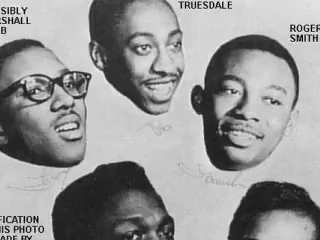 SIBLY
RSHALL
B
TRUESDALE
ROGER
SMITH
FICATION
IS PHOTO
ADE BY